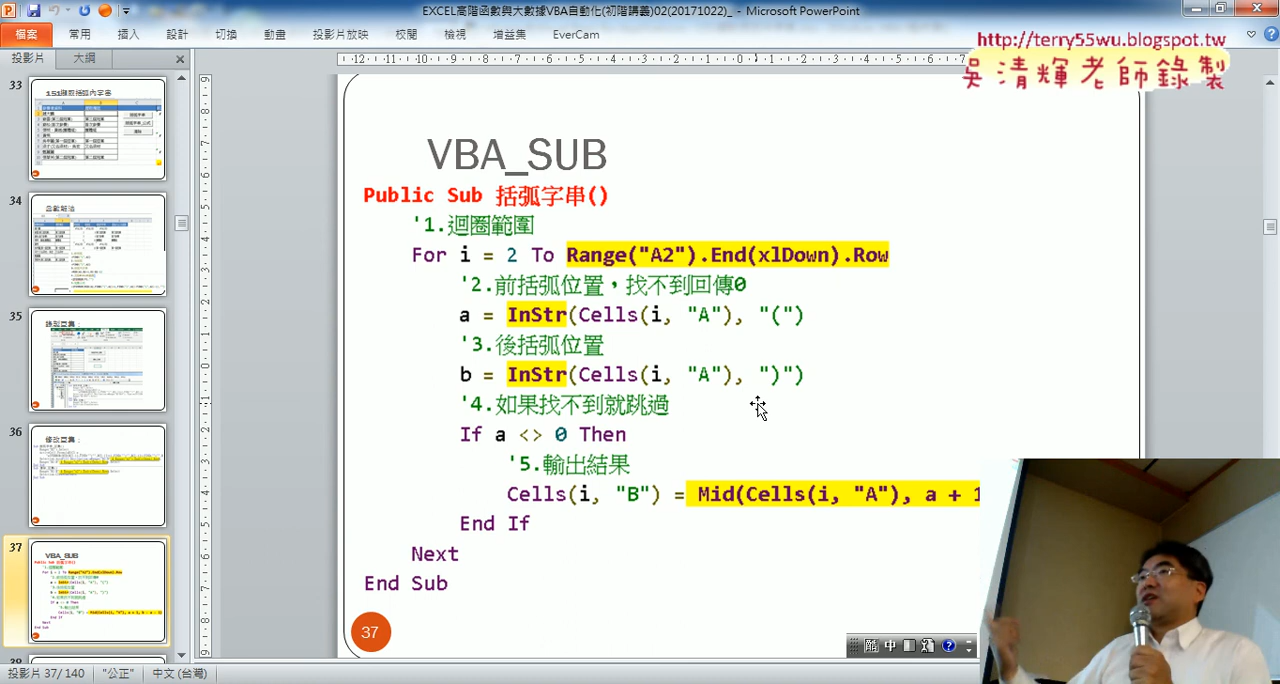 EXCEL高階函數與大數據VBA自動化(初階講義)02(20171022)_ - Microsoft PowerPoint
檔案 常用 插入 設計 切換 動畫 投影片放映 校閱 檢視 增益集 EverCam
http://terry55wu.blogspot.tw
吳清輝老師錄製
投影片 大綱
33
34
35
36
37
VBA_SUB
VBA_SUB
Public Sub 括弧字串()
'1.迴圈範圍
For i = 2 To Range("A2").End(xlDown).Row
'2.前括弧位置，找不到回傳0
a = InStr(Cells(i, "A"), "(")
'3.後括弧位置
b = InStr(Cells(i, "A"), ")")
'4.如果找不到就跳過
If a <> 0 Then
'5.輸出結果
Cells(i, "B") = Mid(Cells(i, "A"), a + 1
End If
Next
End Sub
37
中
投影片 37/140 "公正" 中文 (台灣)